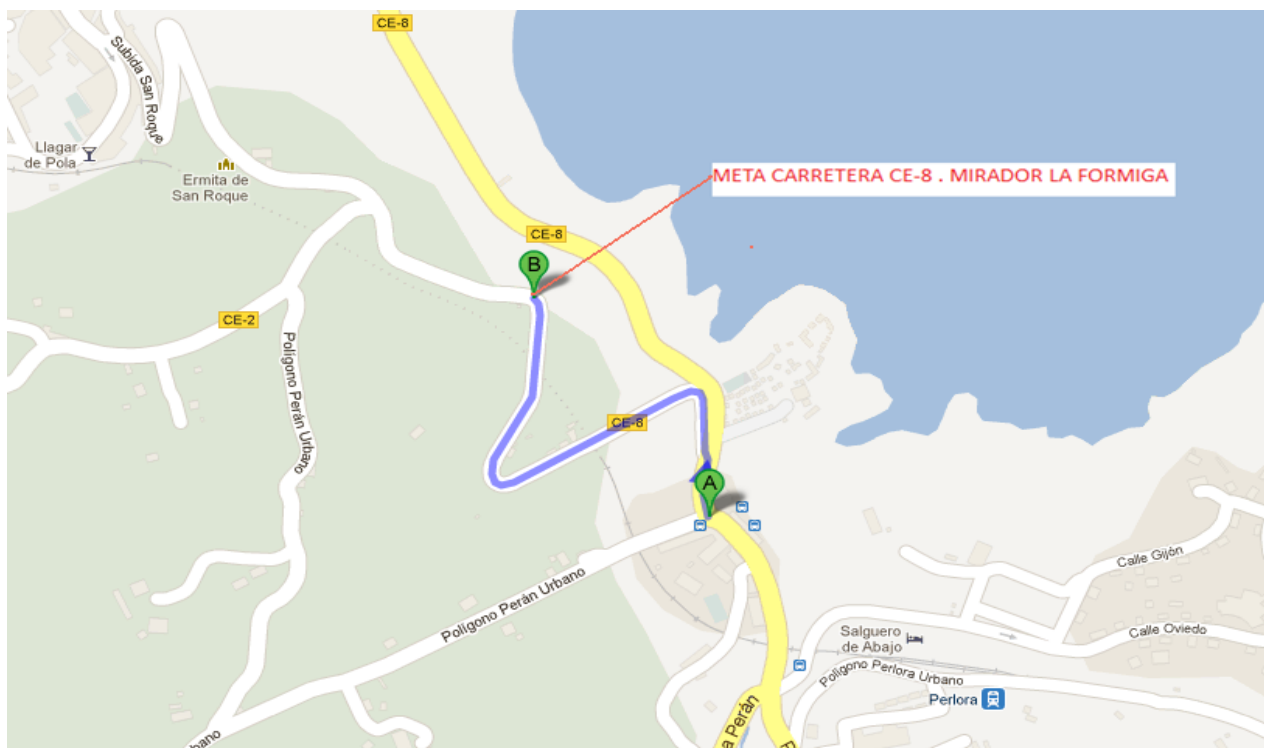 CE-8
Subida San Roque
Llagar
de Pola
Ermita de
San Roque
META CARRETERA CE-8 . MIRADOR LA FORMIGA
CE-8
B
CE-2
Polígono Perán Urbano
CE-8
A
Polígono Perán Urbano
Calle Gijón
Calle Oviedo
Salguero
de Abajo
Polígono Perlora Urbano
Perlora
Perán